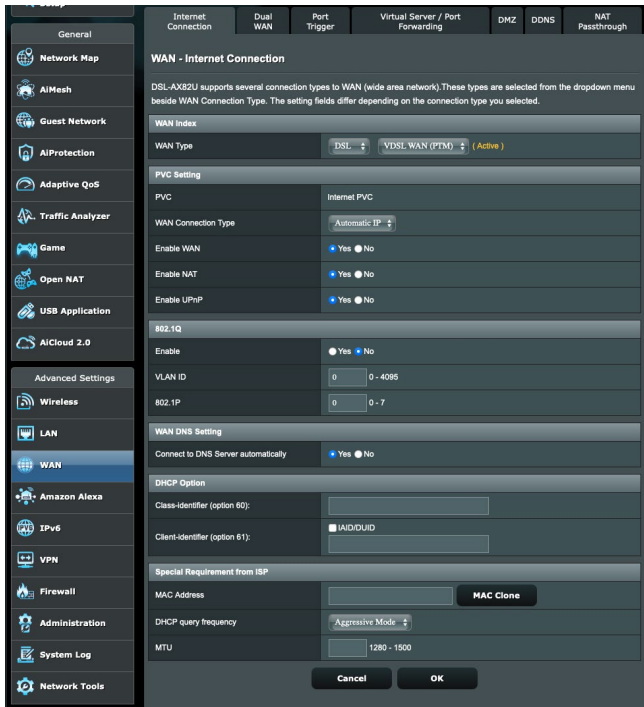 General
Network Map
AiMesh
Guest Network
AiProtection
Adaptive QoS
Traffic Analyzer
Game
Open NAT
USB Application
AiCloud 2.0
Advanced Settings
Wireless
LAN
WAN
Amazon Alexa
IPv6
VPN
Firewall
Administration
System Log
Network Tools
Internet Connection
Dual WAN
Port Trigger
Virtual Server / Port Forwarding
DMZ
DDNS
NAT Passthrough
WAN - Internet Connection
DSL-AX82U supports several connection types to WAN (wide area network).These types are selected from the dropdown menu
beside WAN Connection Type. The setting fields differ depending on the connection type you selected.
WAN Index
WAN Type DSL VDSL WAN (PTM) ( Active )
PVC Setting
PVC Internet PVC
WAN Connection Type Automatic IP
Enable WAN Yes No
Enable NAT Yes No
Enable UPnP Yes No
802.1Q
Enable Yes No
VLAN ID 0 0 - 4095
802.1P 0 0 - 7
WAN DNS Setting
Connect to DNS Server automatically Yes No
DHCP Option
Class-identifier (option 60):
Client-identifier (option 61): IAID/DUID
Special Requirement from ISP
MAC Address MAC Clone
DHCP query frequency Aggressive Mode
MTU 1280 - 1500
Cancel OK